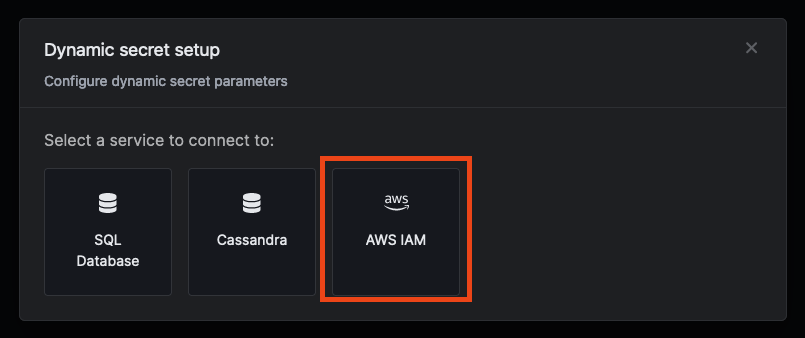 Dynamic secret setup
Configure dynamic secret parameters
Select a service to connect to:
SQL
Database
Cassandra
aws
AWS IAM